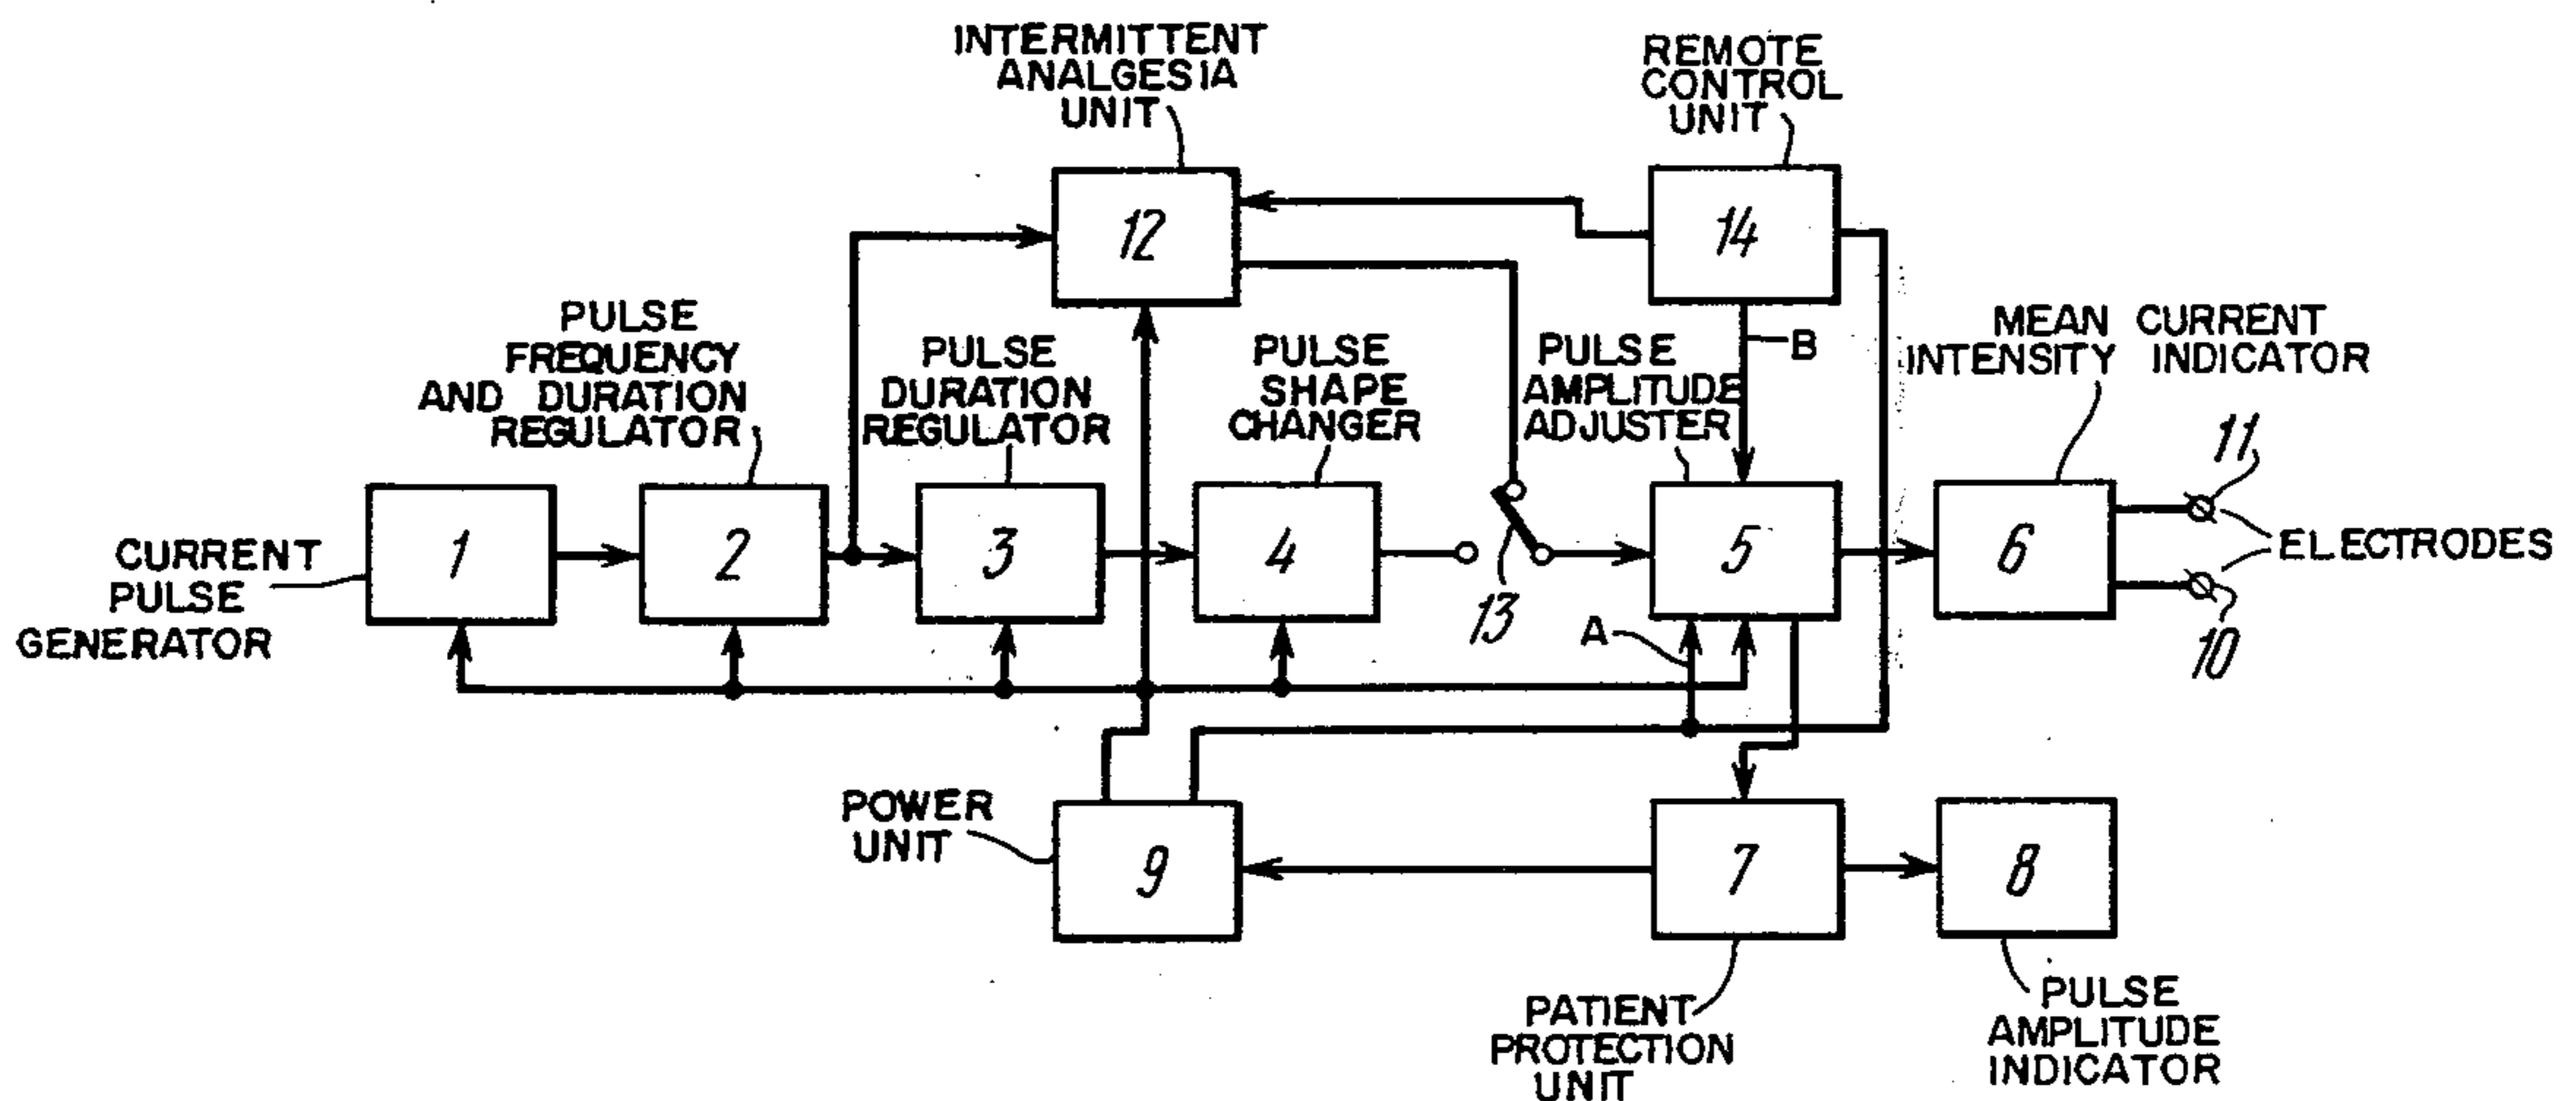 INTERMITTENT
ANALGESIA
UNIT
REMOTE
CONTROL
UNIT
12
14
PULSE
FREQUENCY
AND DURATION
REGULATOR
PULSE
DURATION
REGULATOR
PULSE
SHAPE
CHANGER
PULSE
AMPLITUDE
ADJUSTER
B
MEAN CURRENT
INTENSITY INDICATOR
CURRENT
PULSE
GENERATOR
1
2
3
4
13
5
6
11
ELECTRODES
10
A
POWER
UNIT
9
7
8
PATIENT
PROTECTION
UNIT
PULSE
AMPLITUDE
INDICATOR